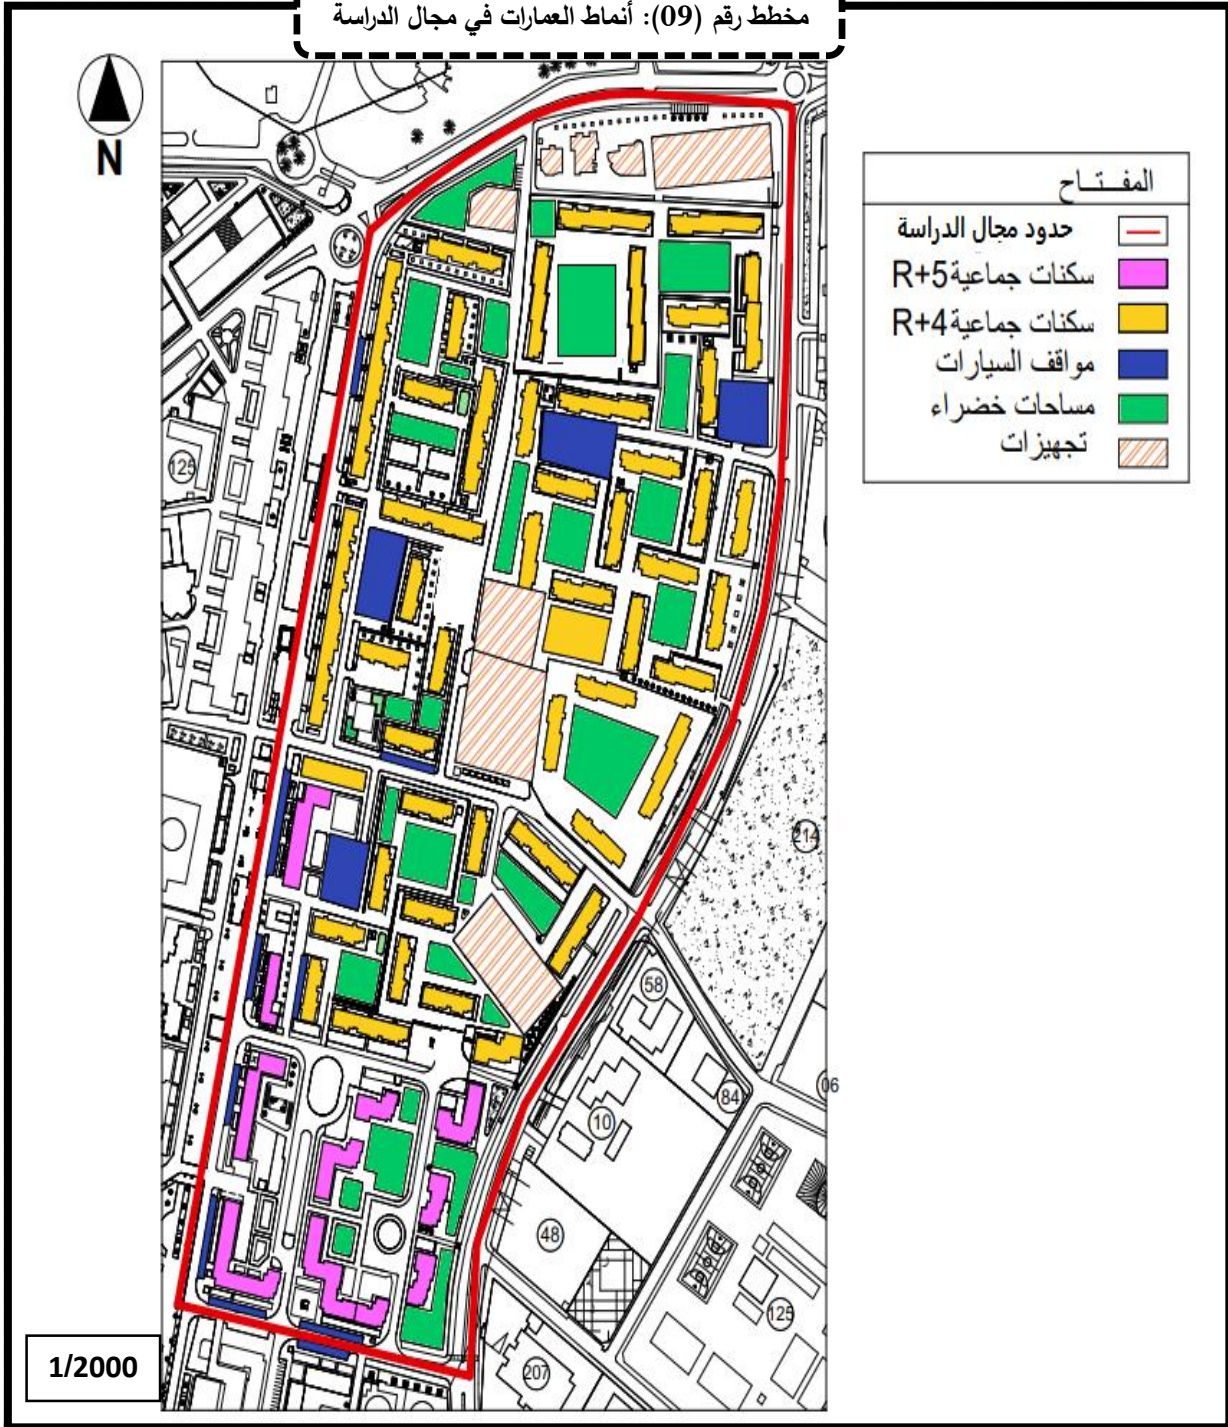 مخطط رقم (09): أنماط العمارات في مجال الدراسة
N
المفــتــاح
حدود مجال الدراسة
سكنات جماعية R+5
سكنات جماعية R+4
مواقف السيارات
مساحات خضراء
تجهيزات
125
214
58
84
06
10
48
125
207
1/2000